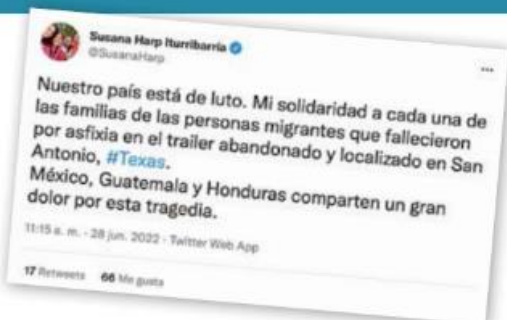 Susana Harp Iturribarría
@SusanaHarp
Nuestro país está de luto. Mi solidaridad a cada una de
las familias de las personas migrantes que fallecieron
por asfixia en el trailer abandonado y localizado en San
Antonio, #Texas.
México, Guatemala y Honduras comparten un gran
dolor por esta tragedia.
11:15 a. m. · 28 jun. 2022 · Twitter Web App
17 Retweets 66 Me gusta